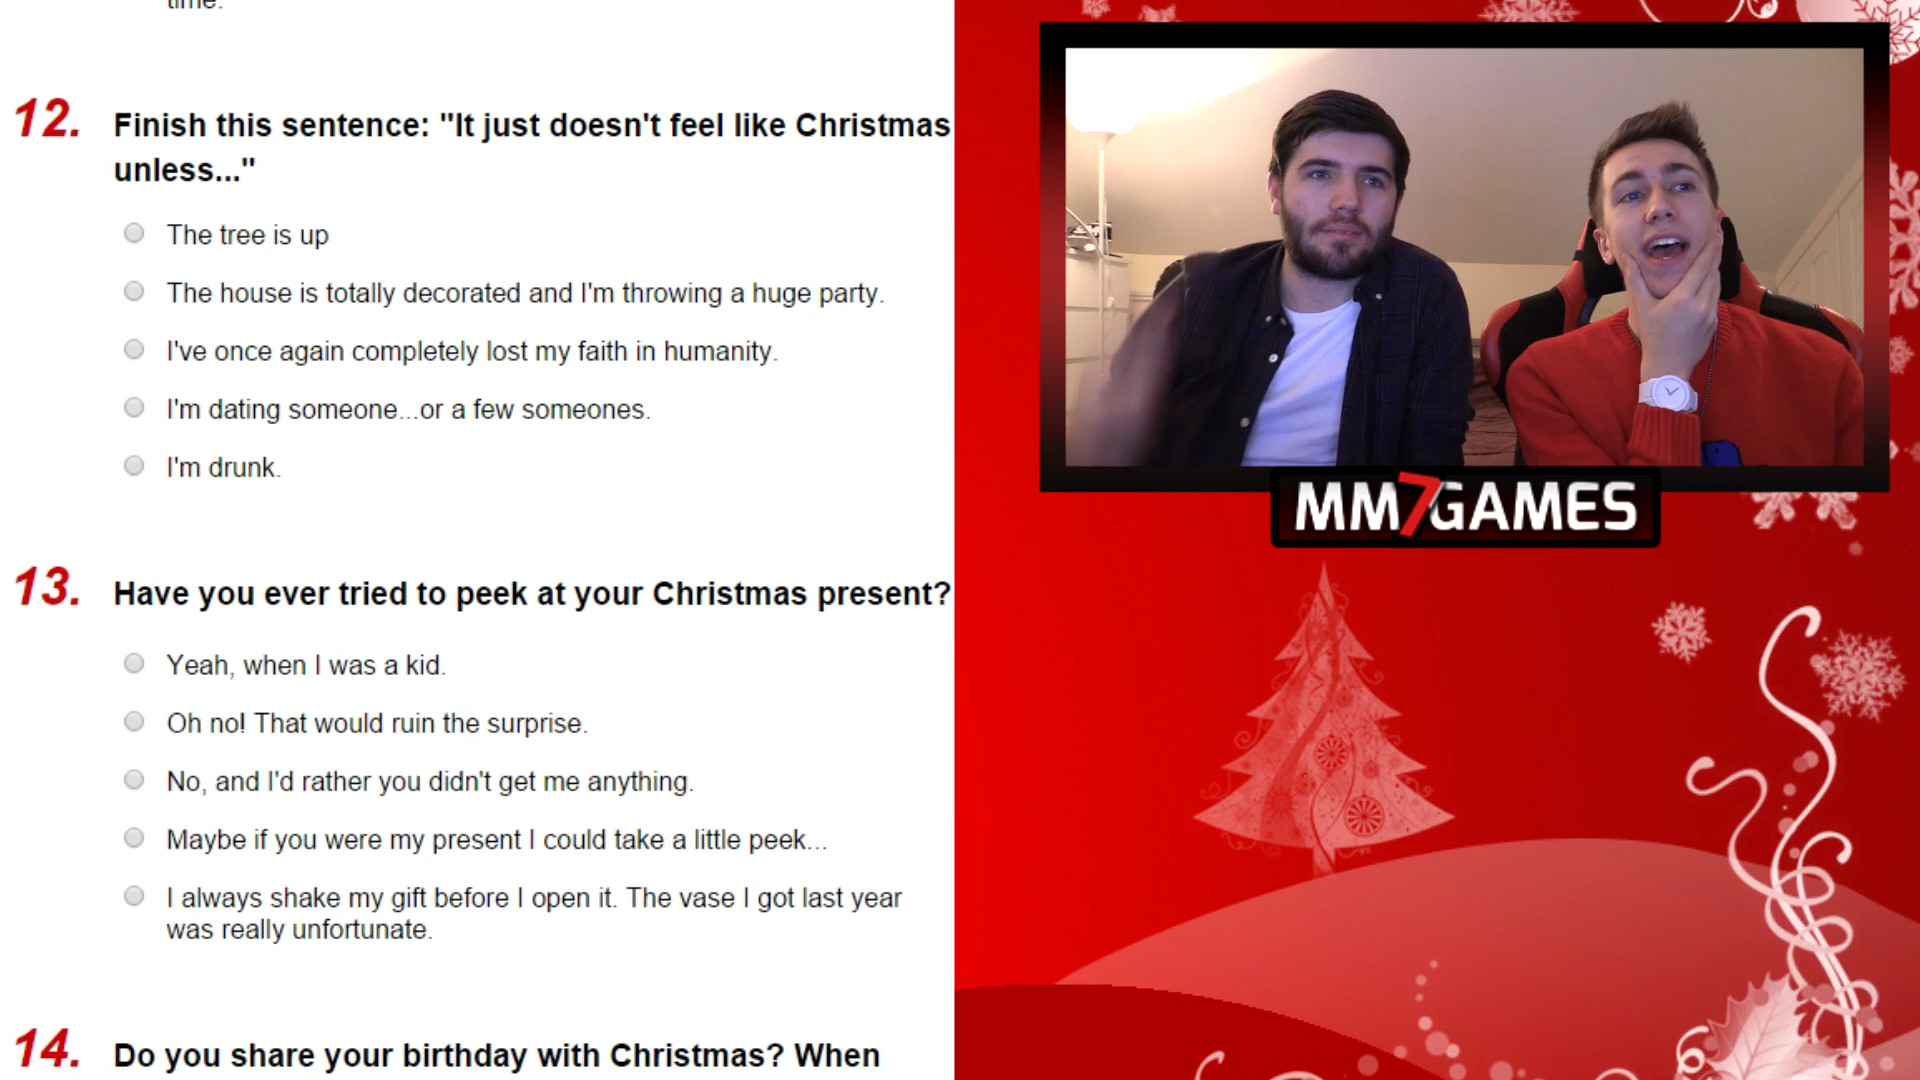 time.
12. Finish this sentence: "It just doesn't feel like Christmas
unless..."
The tree is up
The house is totally decorated and I'm throwing a huge party.
I've once again completely lost my faith in humanity.
I'm dating someone...or a few someones.
I'm drunk.
13. Have you ever tried to peek at your Christmas present?
Yeah, when I was a kid.
Oh no! That would ruin the surprise.
No, and I'd rather you didn't get me anything.
Maybe if you were my present I could take a little peek...
I always shake my gift before I open it. The vase I got last year
was really unfortunate.
14. Do you share your birthday with Christmas? When
MM7GAMES